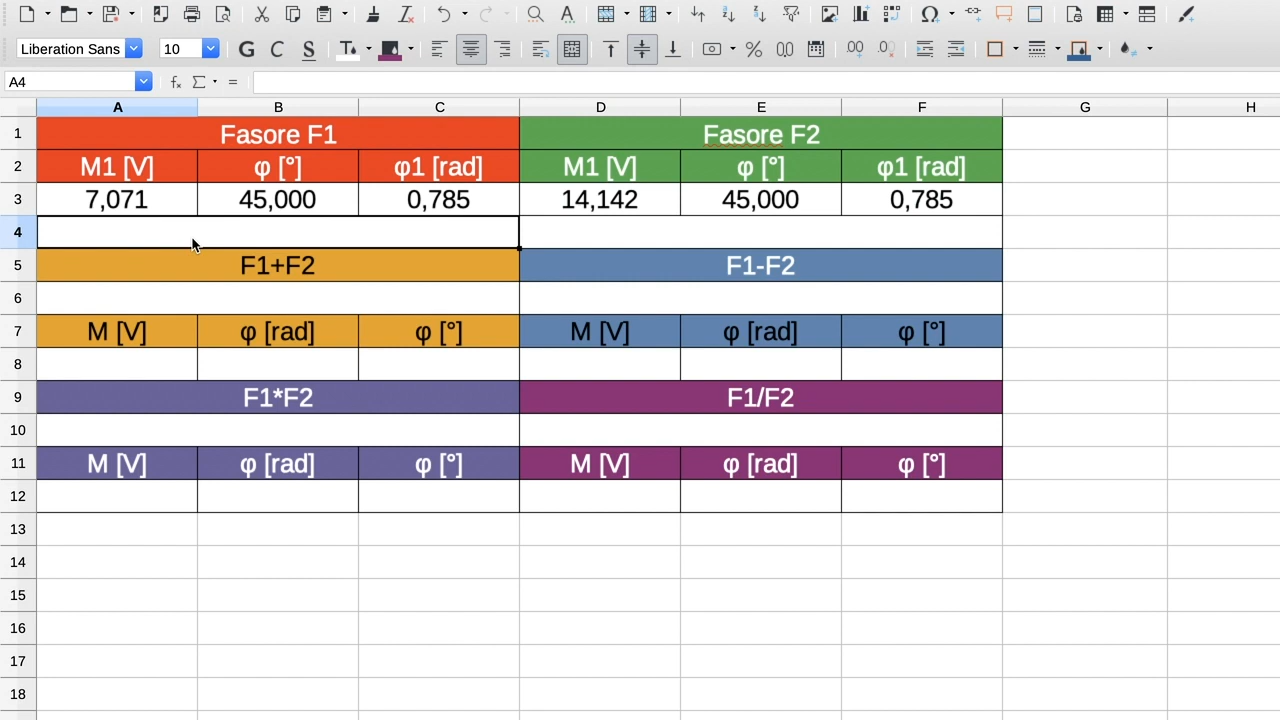 Liberation Sans 10 G C S
A4 fx Σ =
A B C D E F G H
1 Fasore F1 Fasore F2
2 M1 [V] φ [°] φ1 [rad] M1 [V] φ [°] φ1 [rad]
3 7,071 45,000 0,785 14,142 45,000 0,785
4
5 F1+F2 F1-F2
6
7 M [V] φ [rad] φ [°] M [V] φ [rad] φ [°]
8
9 F1*F2 F1/F2
10
11 M [V] φ [rad] φ [°] M [V] φ [rad] φ [°]
12
13
14
15
16
17
18